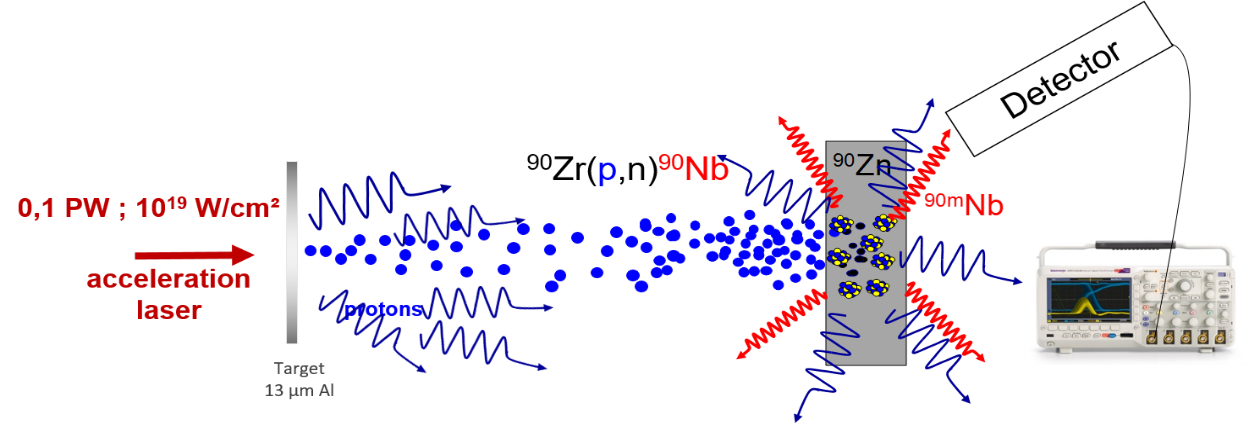 0,1 PW ; 10¹⁹ W/cm²
acceleration
laser
Target
13 µm Al
protons
⁹⁰Zr(p,n)⁹⁰Nb
⁹⁰Zn
⁹⁰ᵐNb
Detector